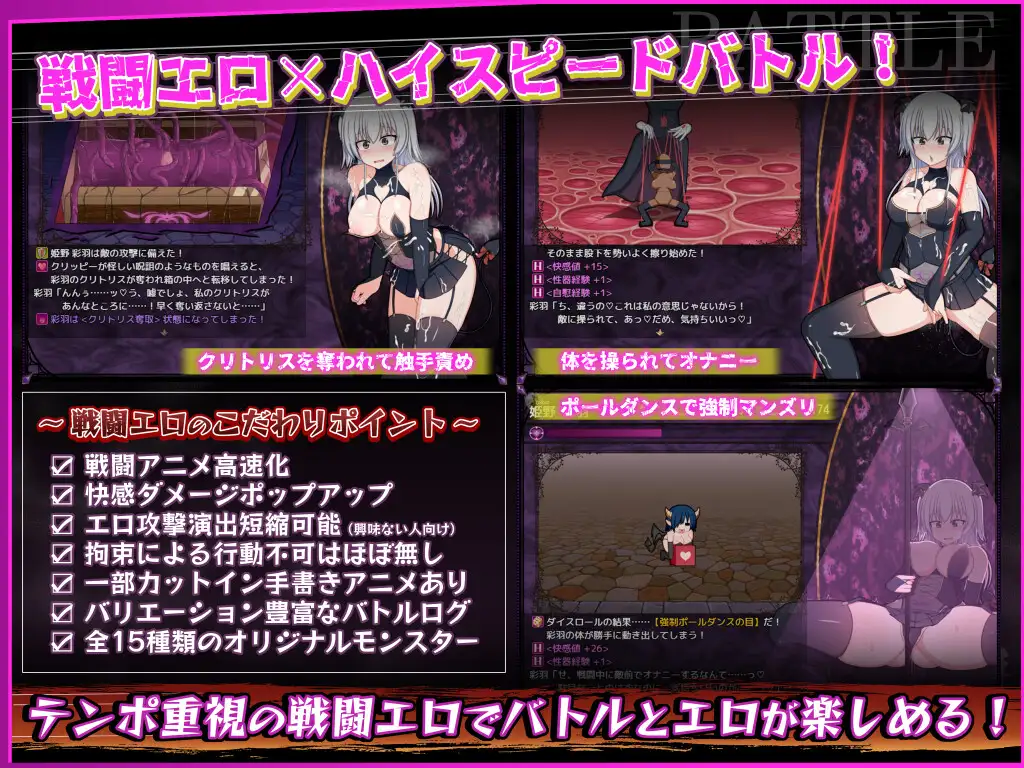 BATTLE
戦闘エロ×ハイスピードバトル！
姫野 彩羽は敵の攻撃に備えた！
クリッピーが怪しい呪詛のようなものを唱えると、
彩羽のクリトリスが奪われ箱の中へと転移してしまった！
彩羽「んんぅ……ッ♡う、嘘でしょ、私のクリトリスが
あんなところに……！早く奪い返さないと……」
彩羽は<クリトリス奪取>状態になってしまった！
クリトリスを奪われて触手責め
そのまま股下を勢いよく擦り始めた！
H <快感値 +15>
H <性器経験 +1>
H <自慰経験 +1>
彩羽「ち、違うの♡これは私の意思じゃないから！
敵に操られて、あっ♡だめ、気持ちいいっ♡」
体を操られてオナニー
～戦闘エロのこだわりポイント～
☑ 戦闘アニメ高速化
☑ 快感ダメージポップアップ
☑ エロ攻撃演出短縮可能（興味ない人向け）
☑ 拘束による行動不可はほぼ無し
☑ 一部カットイン手書きアニメあり
☑ バリエーション豊富なバトルログ
☑ 全15種類のオリジナルモンスター
姫野
ポールダンスで強制マンズリ
74
ダイスロールの結果……【強制ポールダンスの目】だ！
彩羽の体が勝手に動き出してしまう！
H <快感値 +26>
H <性器経験 +1>
彩羽「せ、戦闘中に敵前でオナニーするなんて……♡
テンポ重視の戦闘エロでバトルとエロが楽しめる！